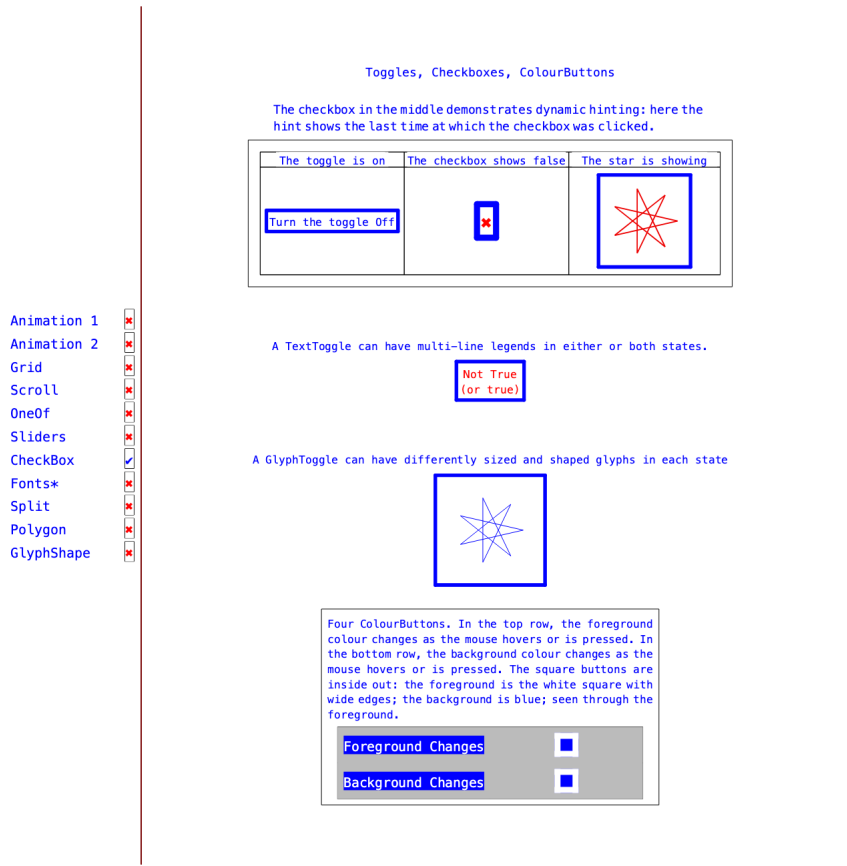 Toggles, Checkboxes, ColourButtons
The checkbox in the middle demonstrates dynamic hinting: here the
hint shows the last time at which the checkbox was clicked.
The toggle is on
The checkbox shows false
The star is showing
Turn the toggle Off
✖
Animation 1 ✖
Animation 2 ✖
Grid ✖
Scroll ✖
OneOf ✖
Sliders ✖
CheckBox ✔
Fonts* ✖
Split ✖
Polygon ✖
GlyphShape ✖
A TextToggle can have multi-line legends in either or both states.
Not True
(or true)
A GlyphToggle can have differently sized and shaped glyphs in each state
Four ColourButtons. In the top row, the foreground
colour changes as the mouse hovers or is pressed. In
the bottom row, the background colour changes as the
mouse hovers or is pressed. The square buttons are
inside out: the foreground is the white square with
wide edges; the background is blue; seen through the
foreground.
Foreground Changes
Background Changes